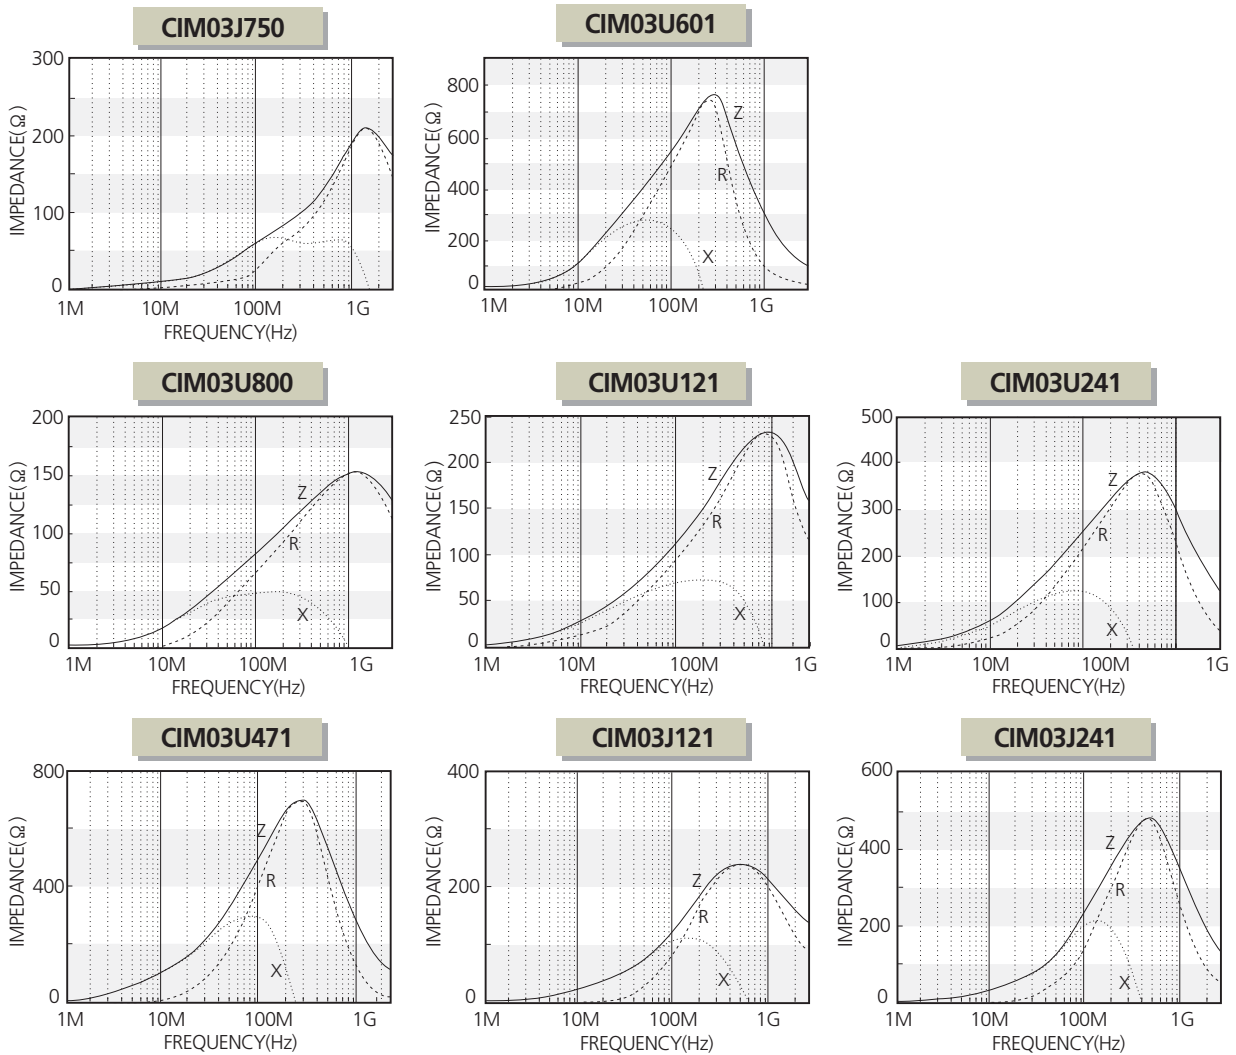 CIM03J750
CIM03U601
300
200
100
0
IMPEDANCE(Ω)
1M 10M 100M 1G
FREQUENCY(Hz)
800
600
400
200
0
IMPEDANCE(Ω)
Z
R
X
1M 10M 100M 1G
CIM03U800
CIM03U121
CIM03U241
200
150
100
50
0
IMPEDANCE(Ω)
Z
R
X
1M 10M 100M 1G
FREQUENCY(Hz)
250
200
150
100
50
0
IMPEDANCE(Ω)
Z
R
X
1M 10M 100M 1G
FREQUENCY(Hz)
500
400
300
200
100
0
IMPEDANCE(Ω)
Z
R
X
1M 10M 100M 1G
FREQUENCY(Hz)
CIM03U471
CIM03J121
CIM03J241
800
400
0
IMPEDANCE(Ω)
Z
R
X
1M 10M 100M 1G
FREQUENCY(Hz)
400
200
0
IMPEDANCE(Ω)
Z
R
X
1M 10M 100M 1G
FREQUENCY(Hz)
600
400
200
0
IMPEDANCE(Ω)
Z
R
X
1M 10M 100M 1G
FREQUENCY(Hz)